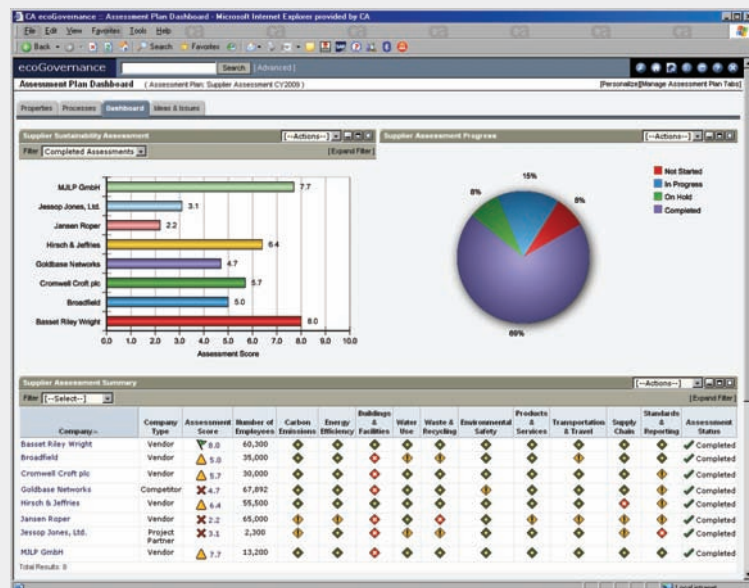 CA ecoGovernance :: Assessment Plan Dashboard - Microsoft Internet Explorer provided by CA
File Edit View Favorites Tools Help
Back Search Favorites
ecoGovernance Search [Advanced]
Assessment Plan Dashboard ( Assessment Plan: Supplier Assessment CY2009 ) [Personalize][Manage Assessment Plan Tabs]
Properties Processes Dashboard Ideas & Issues
Supplier Sustainability Assessment [--Actions--]
Filter [Completed Assessments] [Expand Filter]
MJLP GmbH 7.7
Jessop Jones, Ltd. 3.1
Jansen Roper 2.2
Hirsch & Jeffries 6.4
Goldbase Networks 4.7
Cromwell Croft plc 5.7
Broadfield 5.0
Basset Riley Wright 8.0
0.0 1.0 2.0 3.0 4.0 5.0 6.0 7.0 8.0 9.0 10.0
Assessment Score
Supplier Assessment Progress [--Actions--]
15%
8% 8%
69%
Not Started
In Progress
On Hold
Completed
Supplier Assessment Summary [--Actions--]
Filter [--Select--] [Expand Filter]
Company Company Type Assessment Score Number of Employees Carbon Emissions Energy Efficiency Buildings & Facilities Water Use Waste & Recycling Environmental Safety Products & Services Transportation & Travel Supply Chain Standards & Reporting Assessment Status
Basset Riley Wright Vendor 8.0 60,300 Completed
Broadfield Vendor 5.0 35,000 Completed
Cromwell Croft plc Vendor 5.7 30,000 Completed
Goldbase Networks Competitor 4.7 67,892 Completed
Hirsch & Jeffries Vendor 6.4 55,500 Completed
Jansen Roper Vendor 2.2 65,000 Completed
Jessop Jones, Ltd. Project Partner 3.1 2,300 Completed
MJLP GmbH Vendor 7.7 13,200 Completed
Total Results: 8
Local intranet